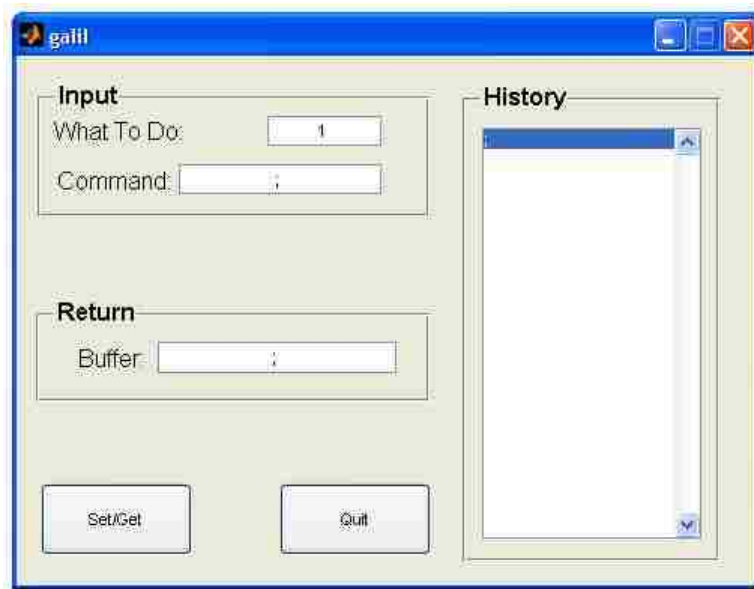 galil
Input
What To Do: 1
Command: ;
Return
Buffer: ;
Set/Get
Quit
History
;